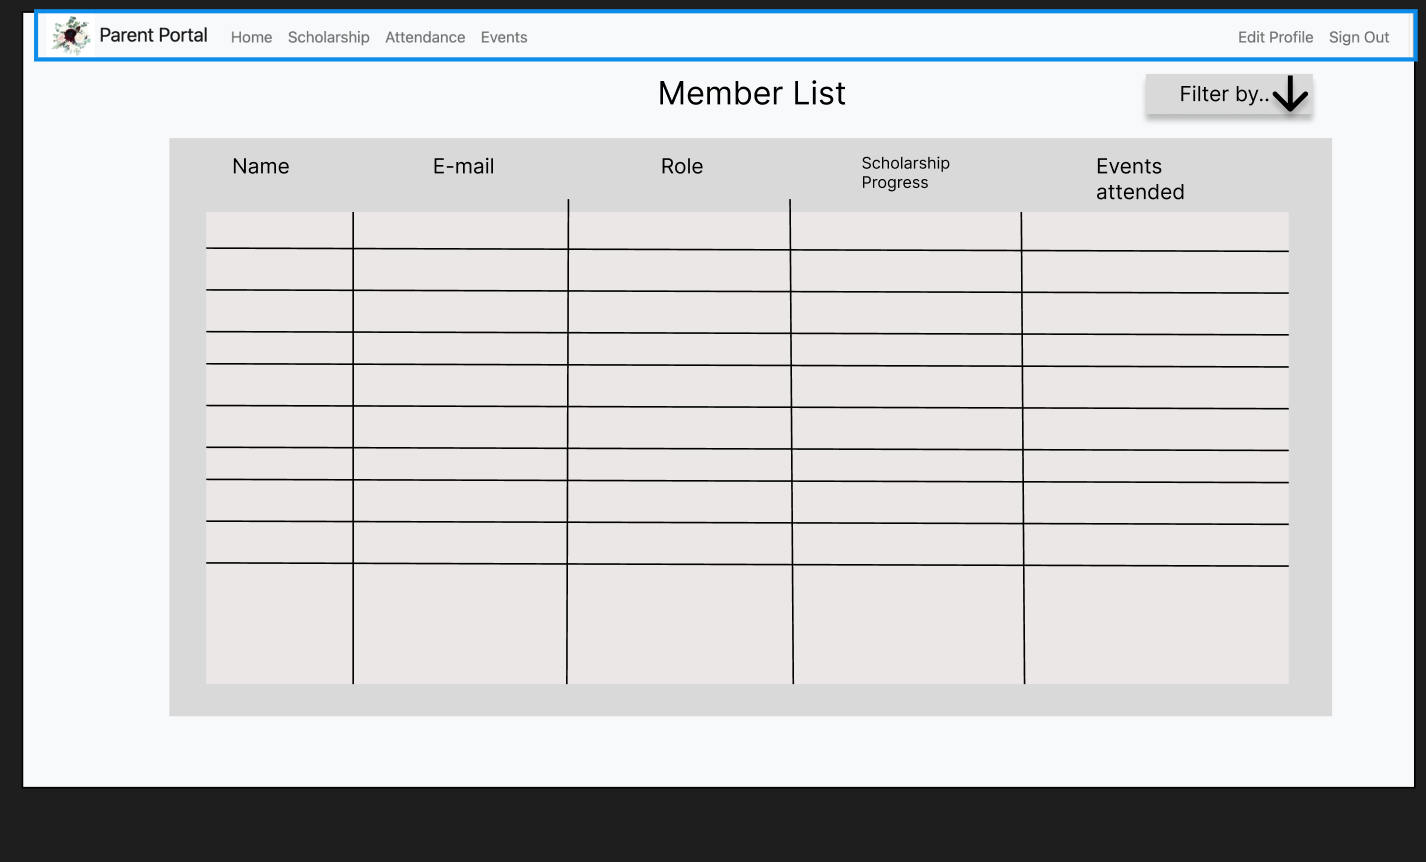 Parent Portal Home Scholarship Attendance Events Edit Profile Sign Out
Member List
Filter by..
Name E-mail Role Scholarship Progress Events attended